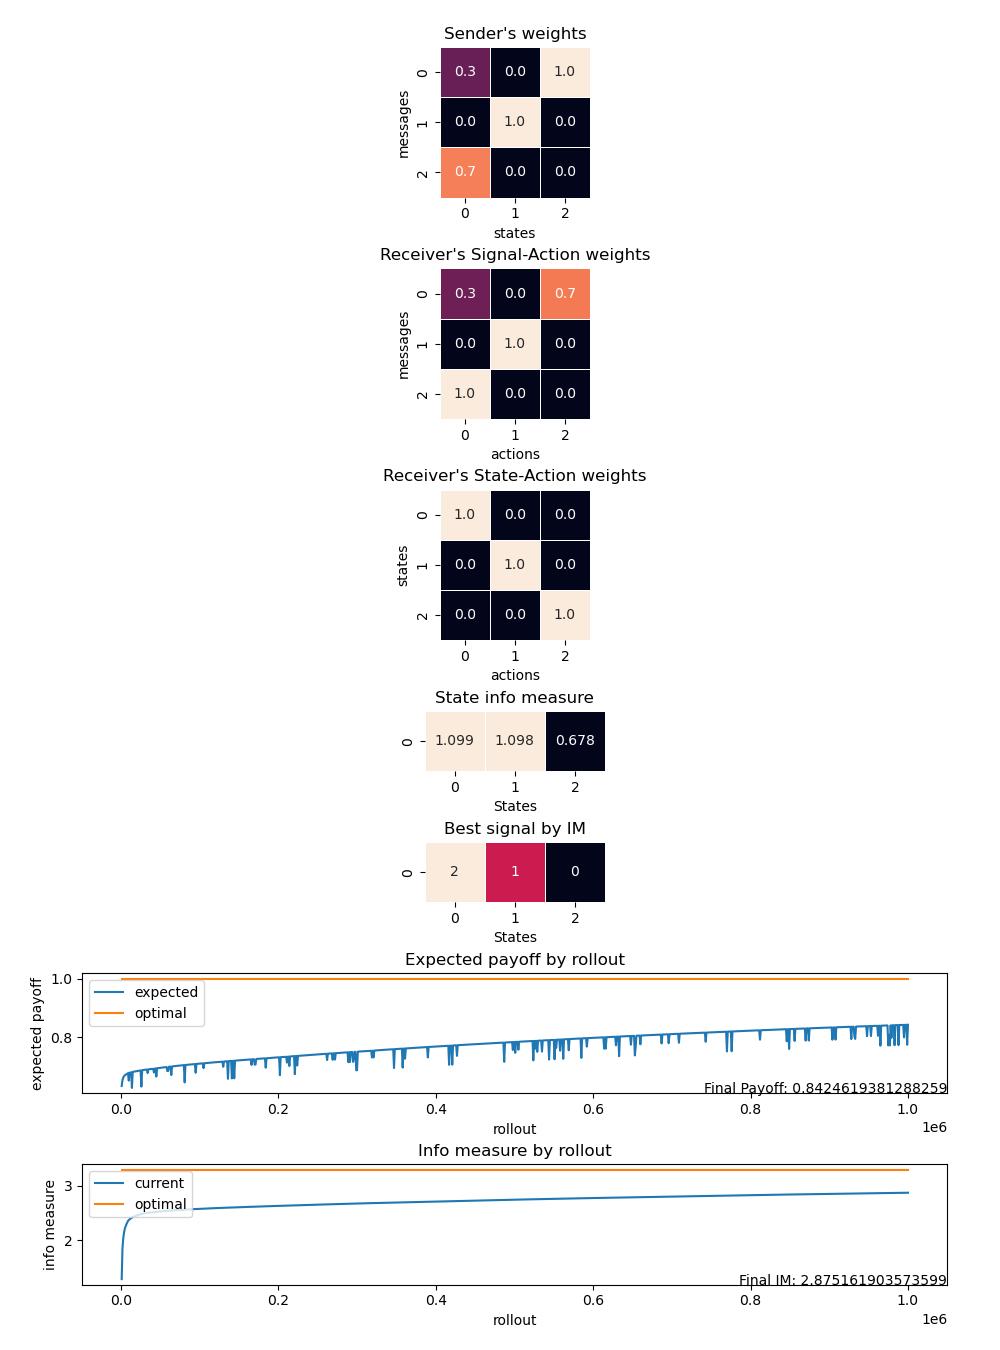 Sender's weights
0 0.3 0.0 1.0
1 0.0 1.0 0.0
2 0.7 0.0 0.0
messages
0 1 2
states
Receiver's Signal-Action weights
0 0.3 0.0 0.7
1 0.0 1.0 0.0
2 1.0 0.0 0.0
messages
0 1 2
actions
Receiver's State-Action weights
0 1.0 0.0 0.0
1 0.0 1.0 0.0
2 0.0 0.0 1.0
states
0 1 2
actions
State info measure
0 1.099 1.098 0.678
0 1 2
States
Best signal by IM
0 2 1 0
0 1 2
States
Expected payoff by rollout
expected payoff
1.0
0.8
expected
optimal
Final Payoff: 0.8424619381288259
0.0 0.2 0.4 0.6 0.8 1.0
1e6
rollout
Info measure by rollout
info measure
3
2
current
optimal
Final IM: 2.875161903573599
0.0 0.2 0.4 0.6 0.8 1.0
1e6
rollout